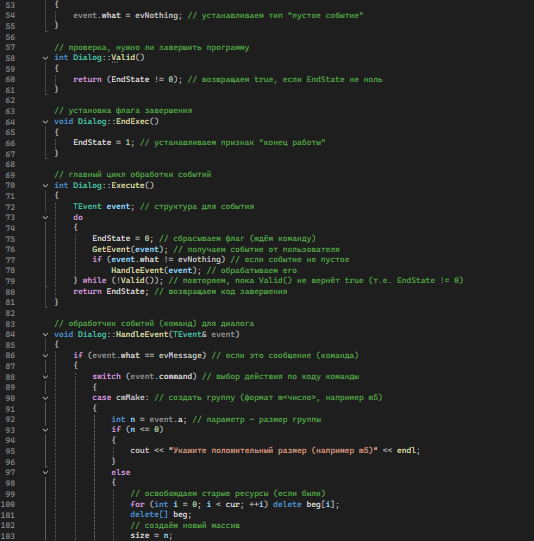 53 {
54 event.what = evNothing; // устанавливаем тип "пустое событие"
55 }
56
57 // проверка, нужно ли завершить программу
58 int Dialog::Valid()
59 {
60 return (EndState != 0); // возвращаем true, если EndState не ноль
61 }
62
63 // установка флага завершения
64 void Dialog::EndExec()
65 {
66 EndState = 1; // устанавливаем признак "конец работы"
67 }
68
69 // главный цикл обработки событий
70 int Dialog::Execute()
71 {
72 TEvent event; // структура для события
73 do
74 {
75 EndState = 0; // сбрасываем флаг (ждём команду)
76 GetEvent(event); // получаем событие от пользователя
77 if (event.what != evNothing) // если событие не пустое
78 HandleEvent(event); // обрабатываем его
79 } while (!Valid()); // повторяем, пока Valid() не вернёт true (т.е. EndState != 0)
80 return EndState; // возвращаем код завершения
81 }
82
83 // обработчик событий (команд) для диалога
84 void Dialog::HandleEvent(TEvent& event)
85 {
86 if (event.what == evMessage) // если это сообщение (команда)
87 {
88 switch (event.command) // выбор действия по коду команды
89 {
90 case cmMake: // создать группу (формат m<число>, например m5)
91 {
92 int n = event.a; // параметр – размер группы
93 if (n <= 0)
94 {
95 cout << "Укажите положительный размер (например m5)" << endl;
96 }
97 else
98 {
99 // освобождаем старые ресурсы (если были)
100 for (int i = 0; i < cur; ++i) delete beg[i];
101 delete[] beg;
102 // создаём новый массив
103 size = n;